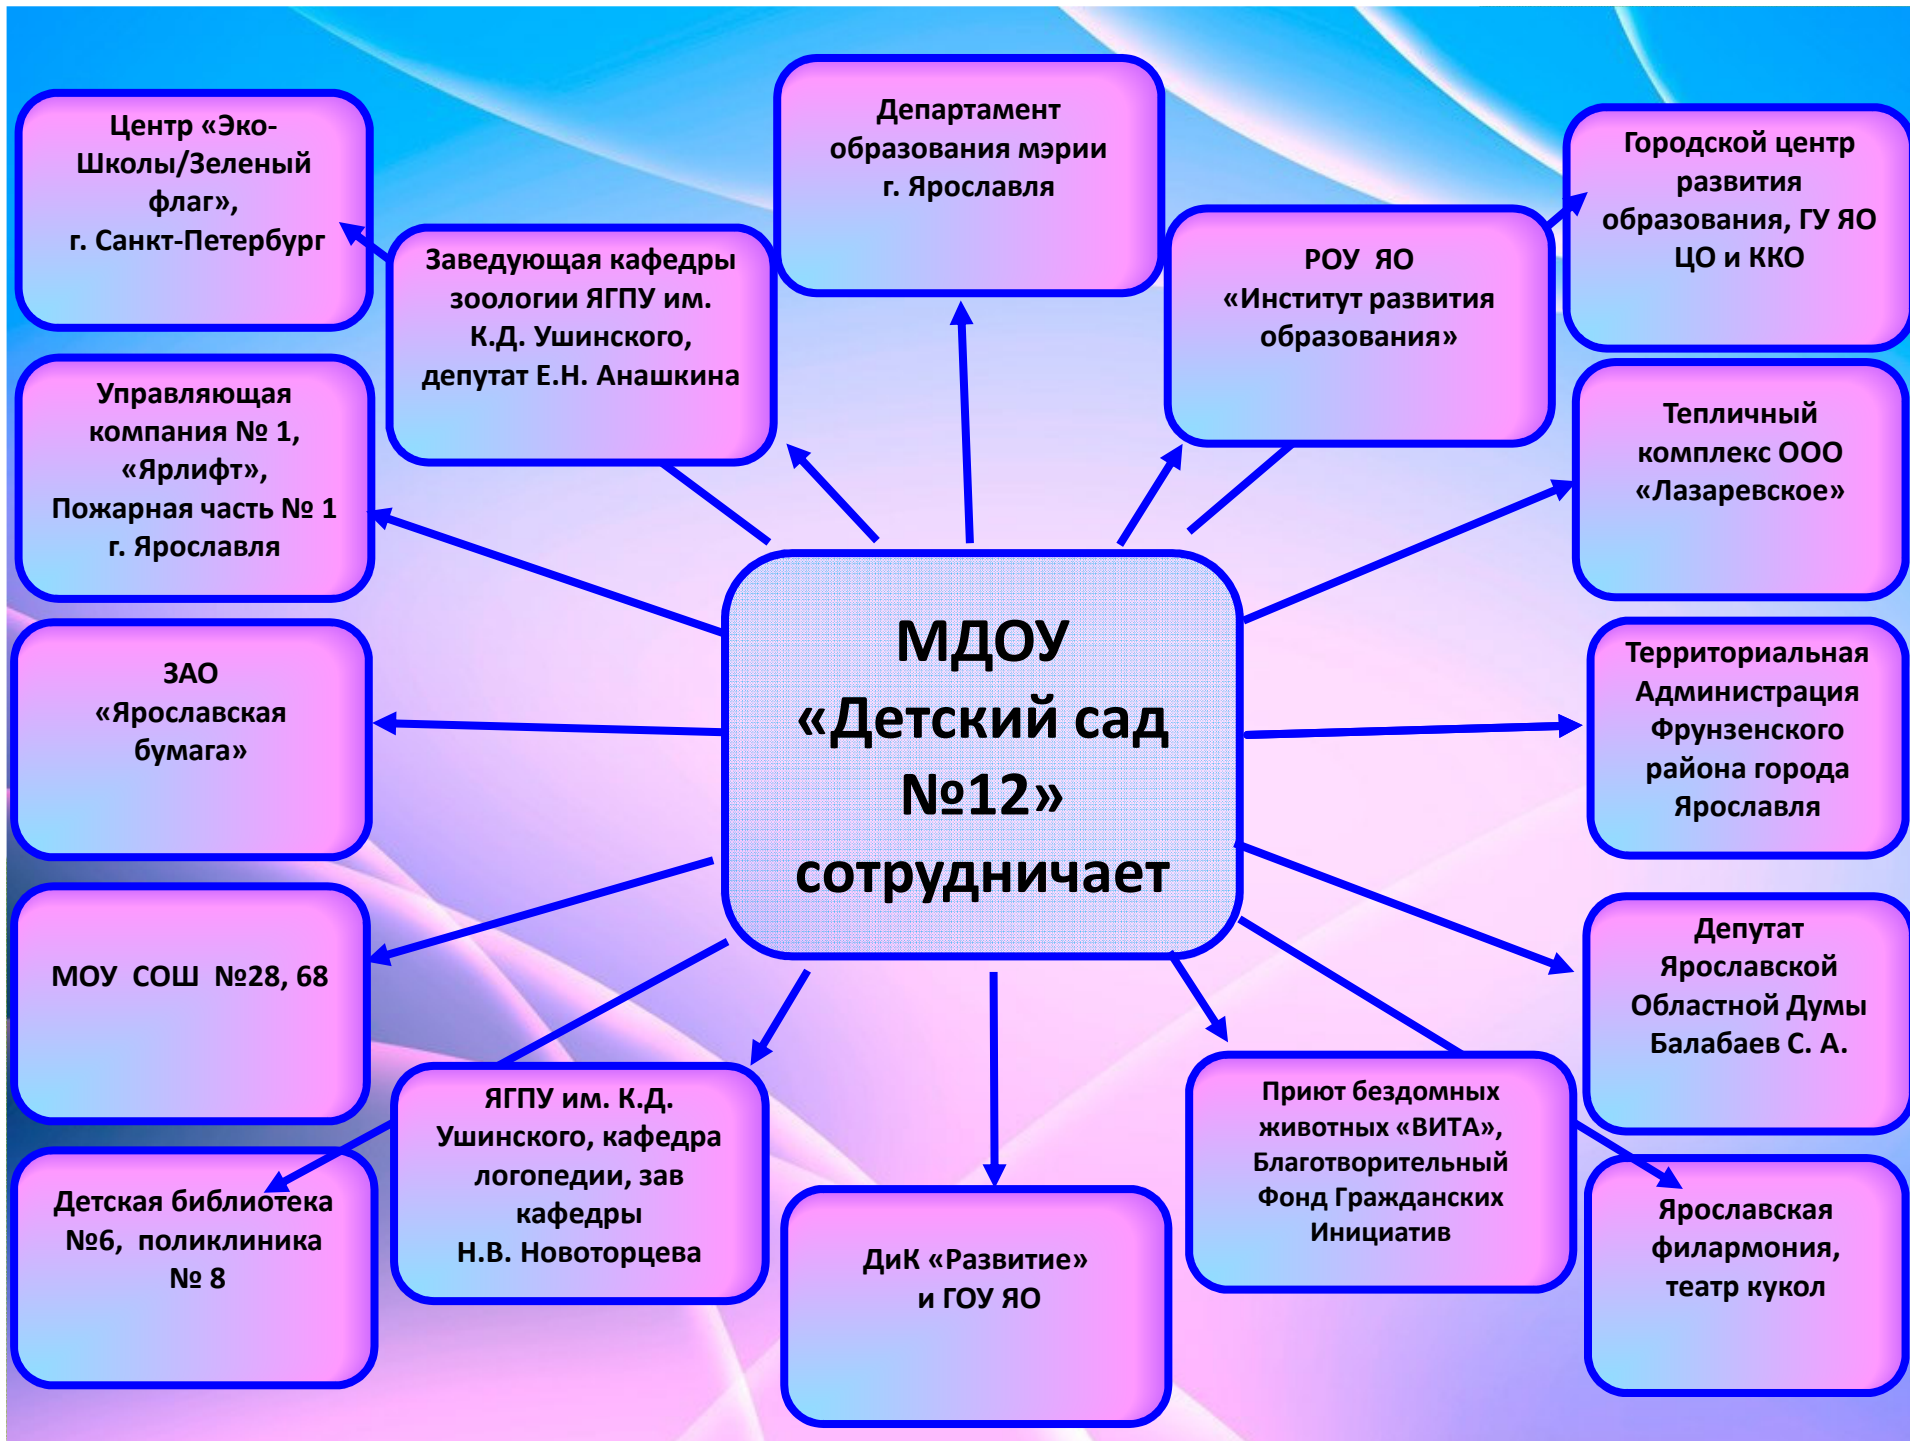 Центр «Эко-
Школы/Зеленый
флаг»,
г. Санкт-Петербург
Заведующая кафедры
зоологии ЯГПУ им.
К.Д. Ушинского,
депутат Е.Н. Анашкина
Департамент
образования мэрии
г. Ярославля
РОУ ЯО
«Институт развития
образования»
Городской центр
развития
образования, ГУ ЯО
ЦО и ККО
Управляющая
компания № 1,
«Ярлифт»,
Пожарная часть № 1
г. Ярославля
Тепличный
комплекс ООО
«Лазаревское»
МДОУ
«Детский сад
№12»
сотрудничает
ЗАО
«Ярославская
бумага»
Территориальная
Администрация
Фрунзенского
района города
Ярославля
МОУ СОШ №28, 68
Депутат
Ярославской
Областной Думы
Балабаев С. А.
Детская библиотека
№6, поликлиника
№ 8
ЯГПУ им. К.Д.
Ушинского, кафедра
логопедии, зав
кафедры
Н.В. Новоторцева
ДиК «Развитие»
и ГОУ ЯО
Приют бездомных
животных «ВИТА»,
Благотворительный
Фонд Гражданских
Инициатив
Ярославская
филармония,
театр кукол